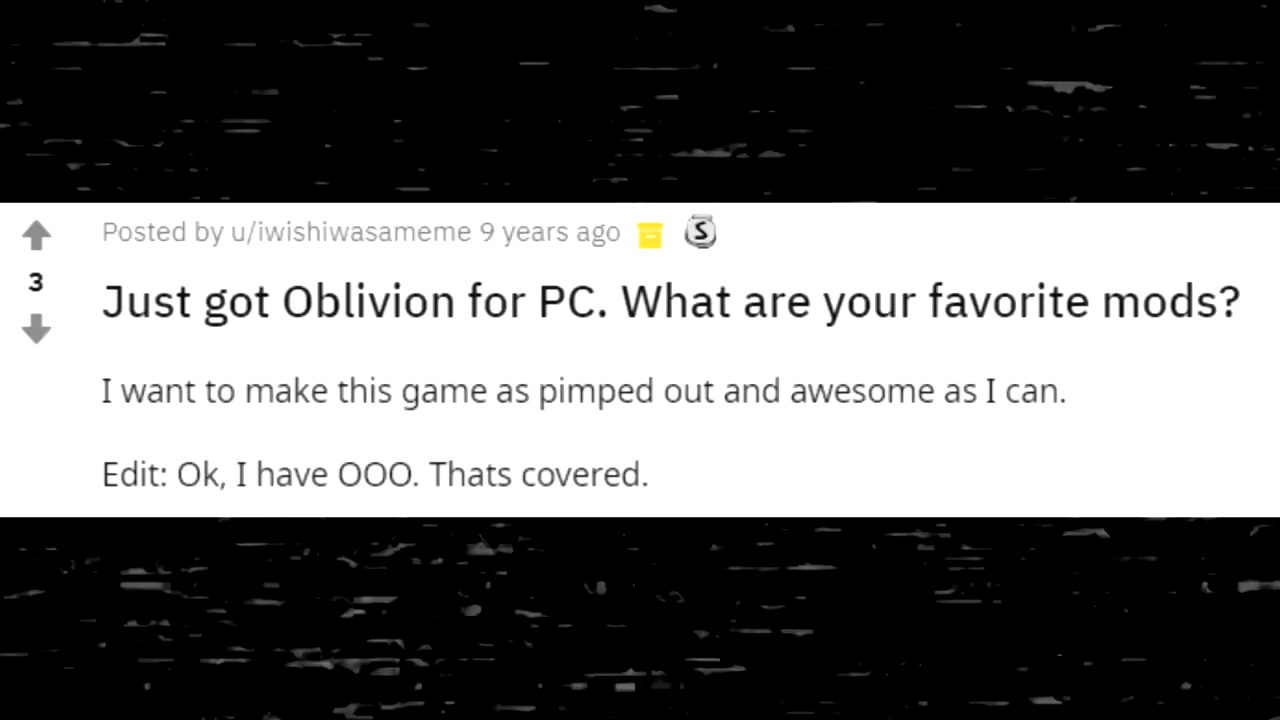 Posted by u/iwishiwasameme 9 years ago
S
3
Just got Oblivion for PC. What are your favorite mods?
I want to make this game as pimped out and awesome as I can.
Edit: Ok, I have OOO. Thats covered.